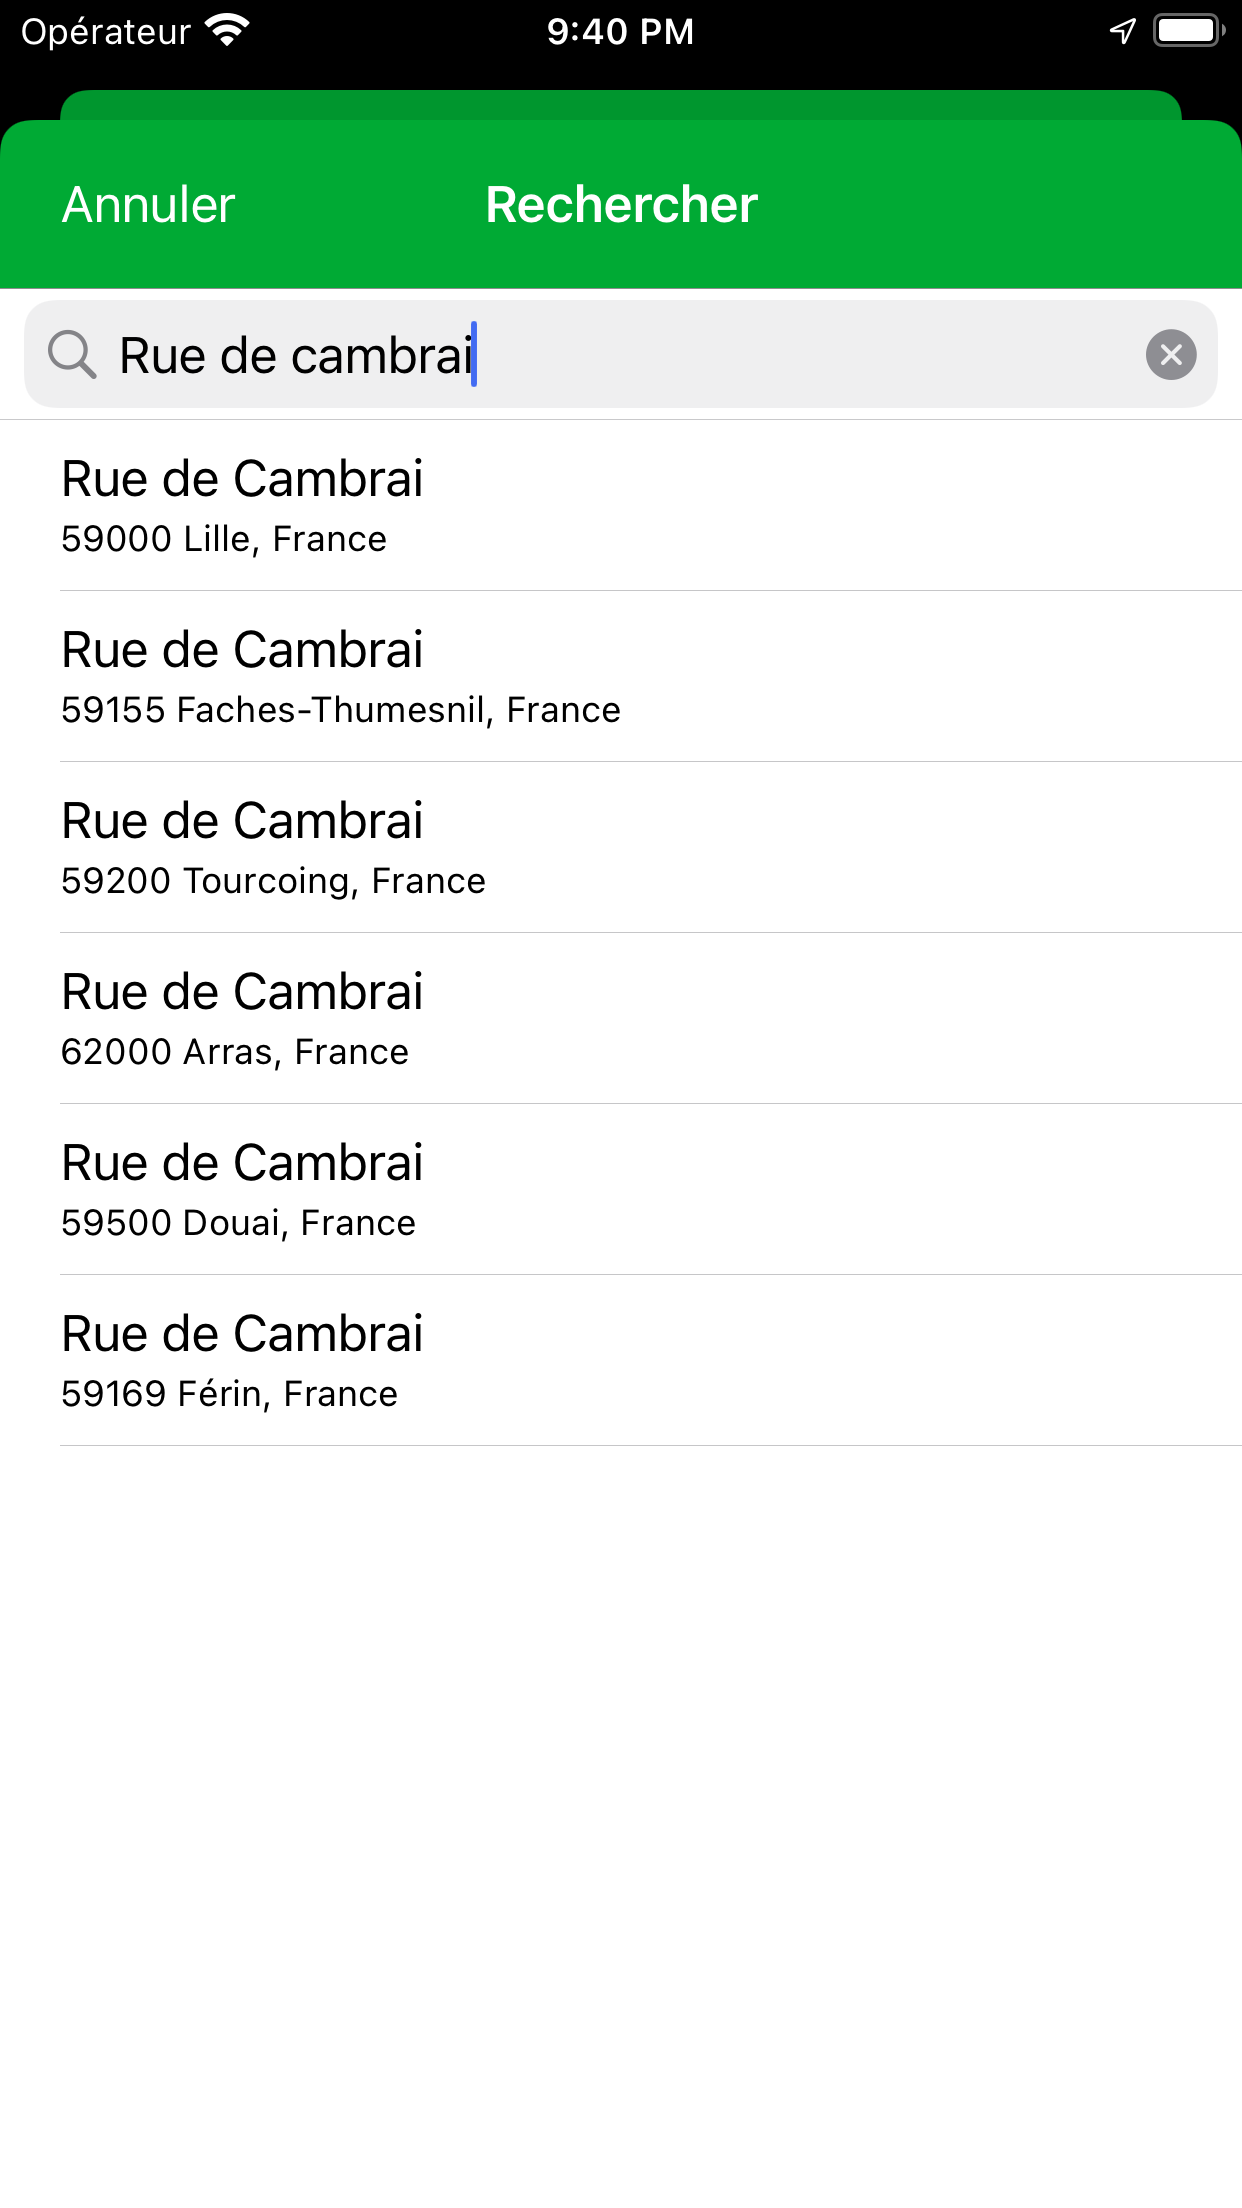 Opérateur 9:40 PM
Annuler Rechercher
Rue de cambrai
Rue de Cambrai
59000 Lille, France
Rue de Cambrai
59155 Faches-Thumesnil, France
Rue de Cambrai
59200 Tourcoing, France
Rue de Cambrai
62000 Arras, France
Rue de Cambrai
59500 Douai, France
Rue de Cambrai
59169 Férin, France